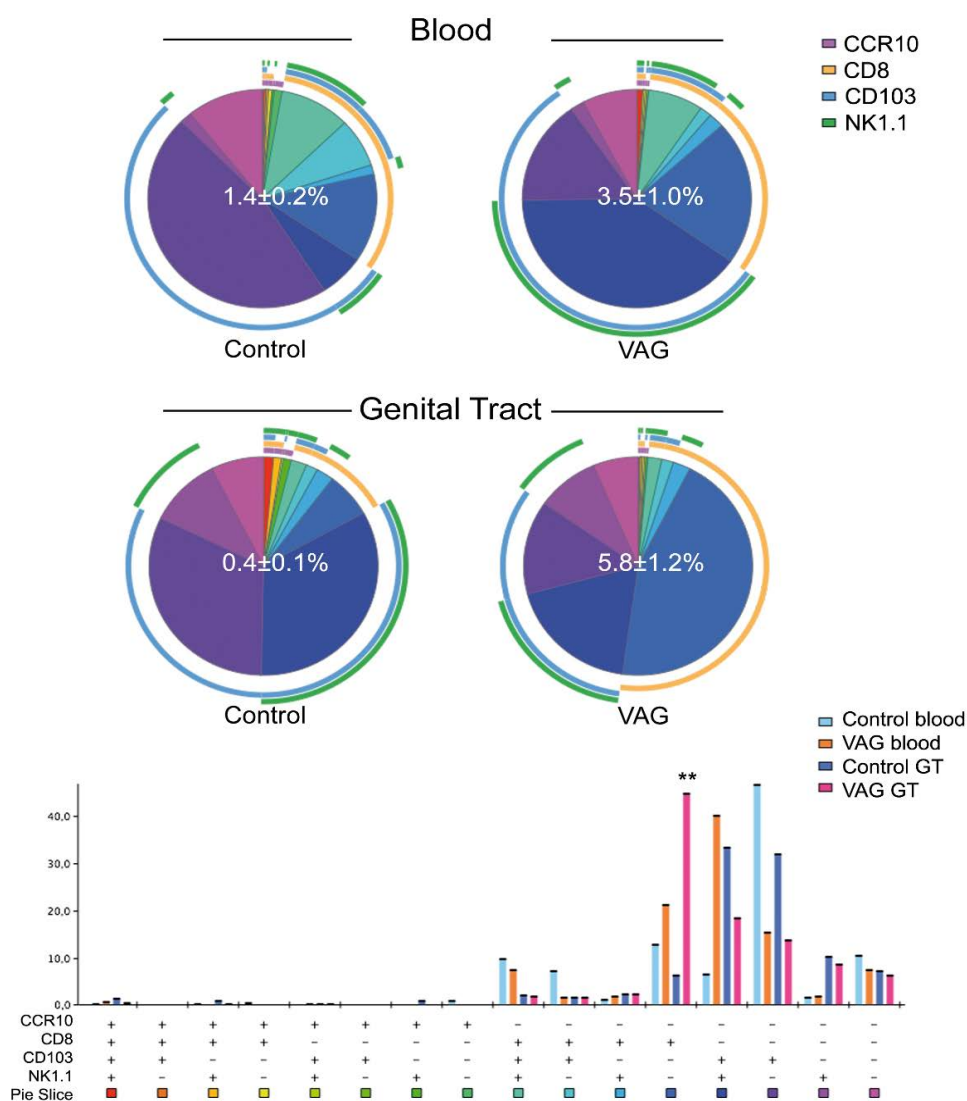 Blood
CCR10
CD8
CD103
NK1.1
1.4±0.2%
3.5±1.0%
Control
VAG
Genital Tract
0.4±0.1%
5.8±1.2%
Control
VAG
Control blood
VAG blood
Control GT
VAG GT
**
40,0
30,0
20,0
10,0
0,0
CCR10 + + + + + + + + - - - - - - - -
CD8 + + + + - - - - + + + + - - - -
CD103 + + - - + + - - + + - - + + - -
NK1.1 + - + - + - + - + - + - + - + -
Pie Slice